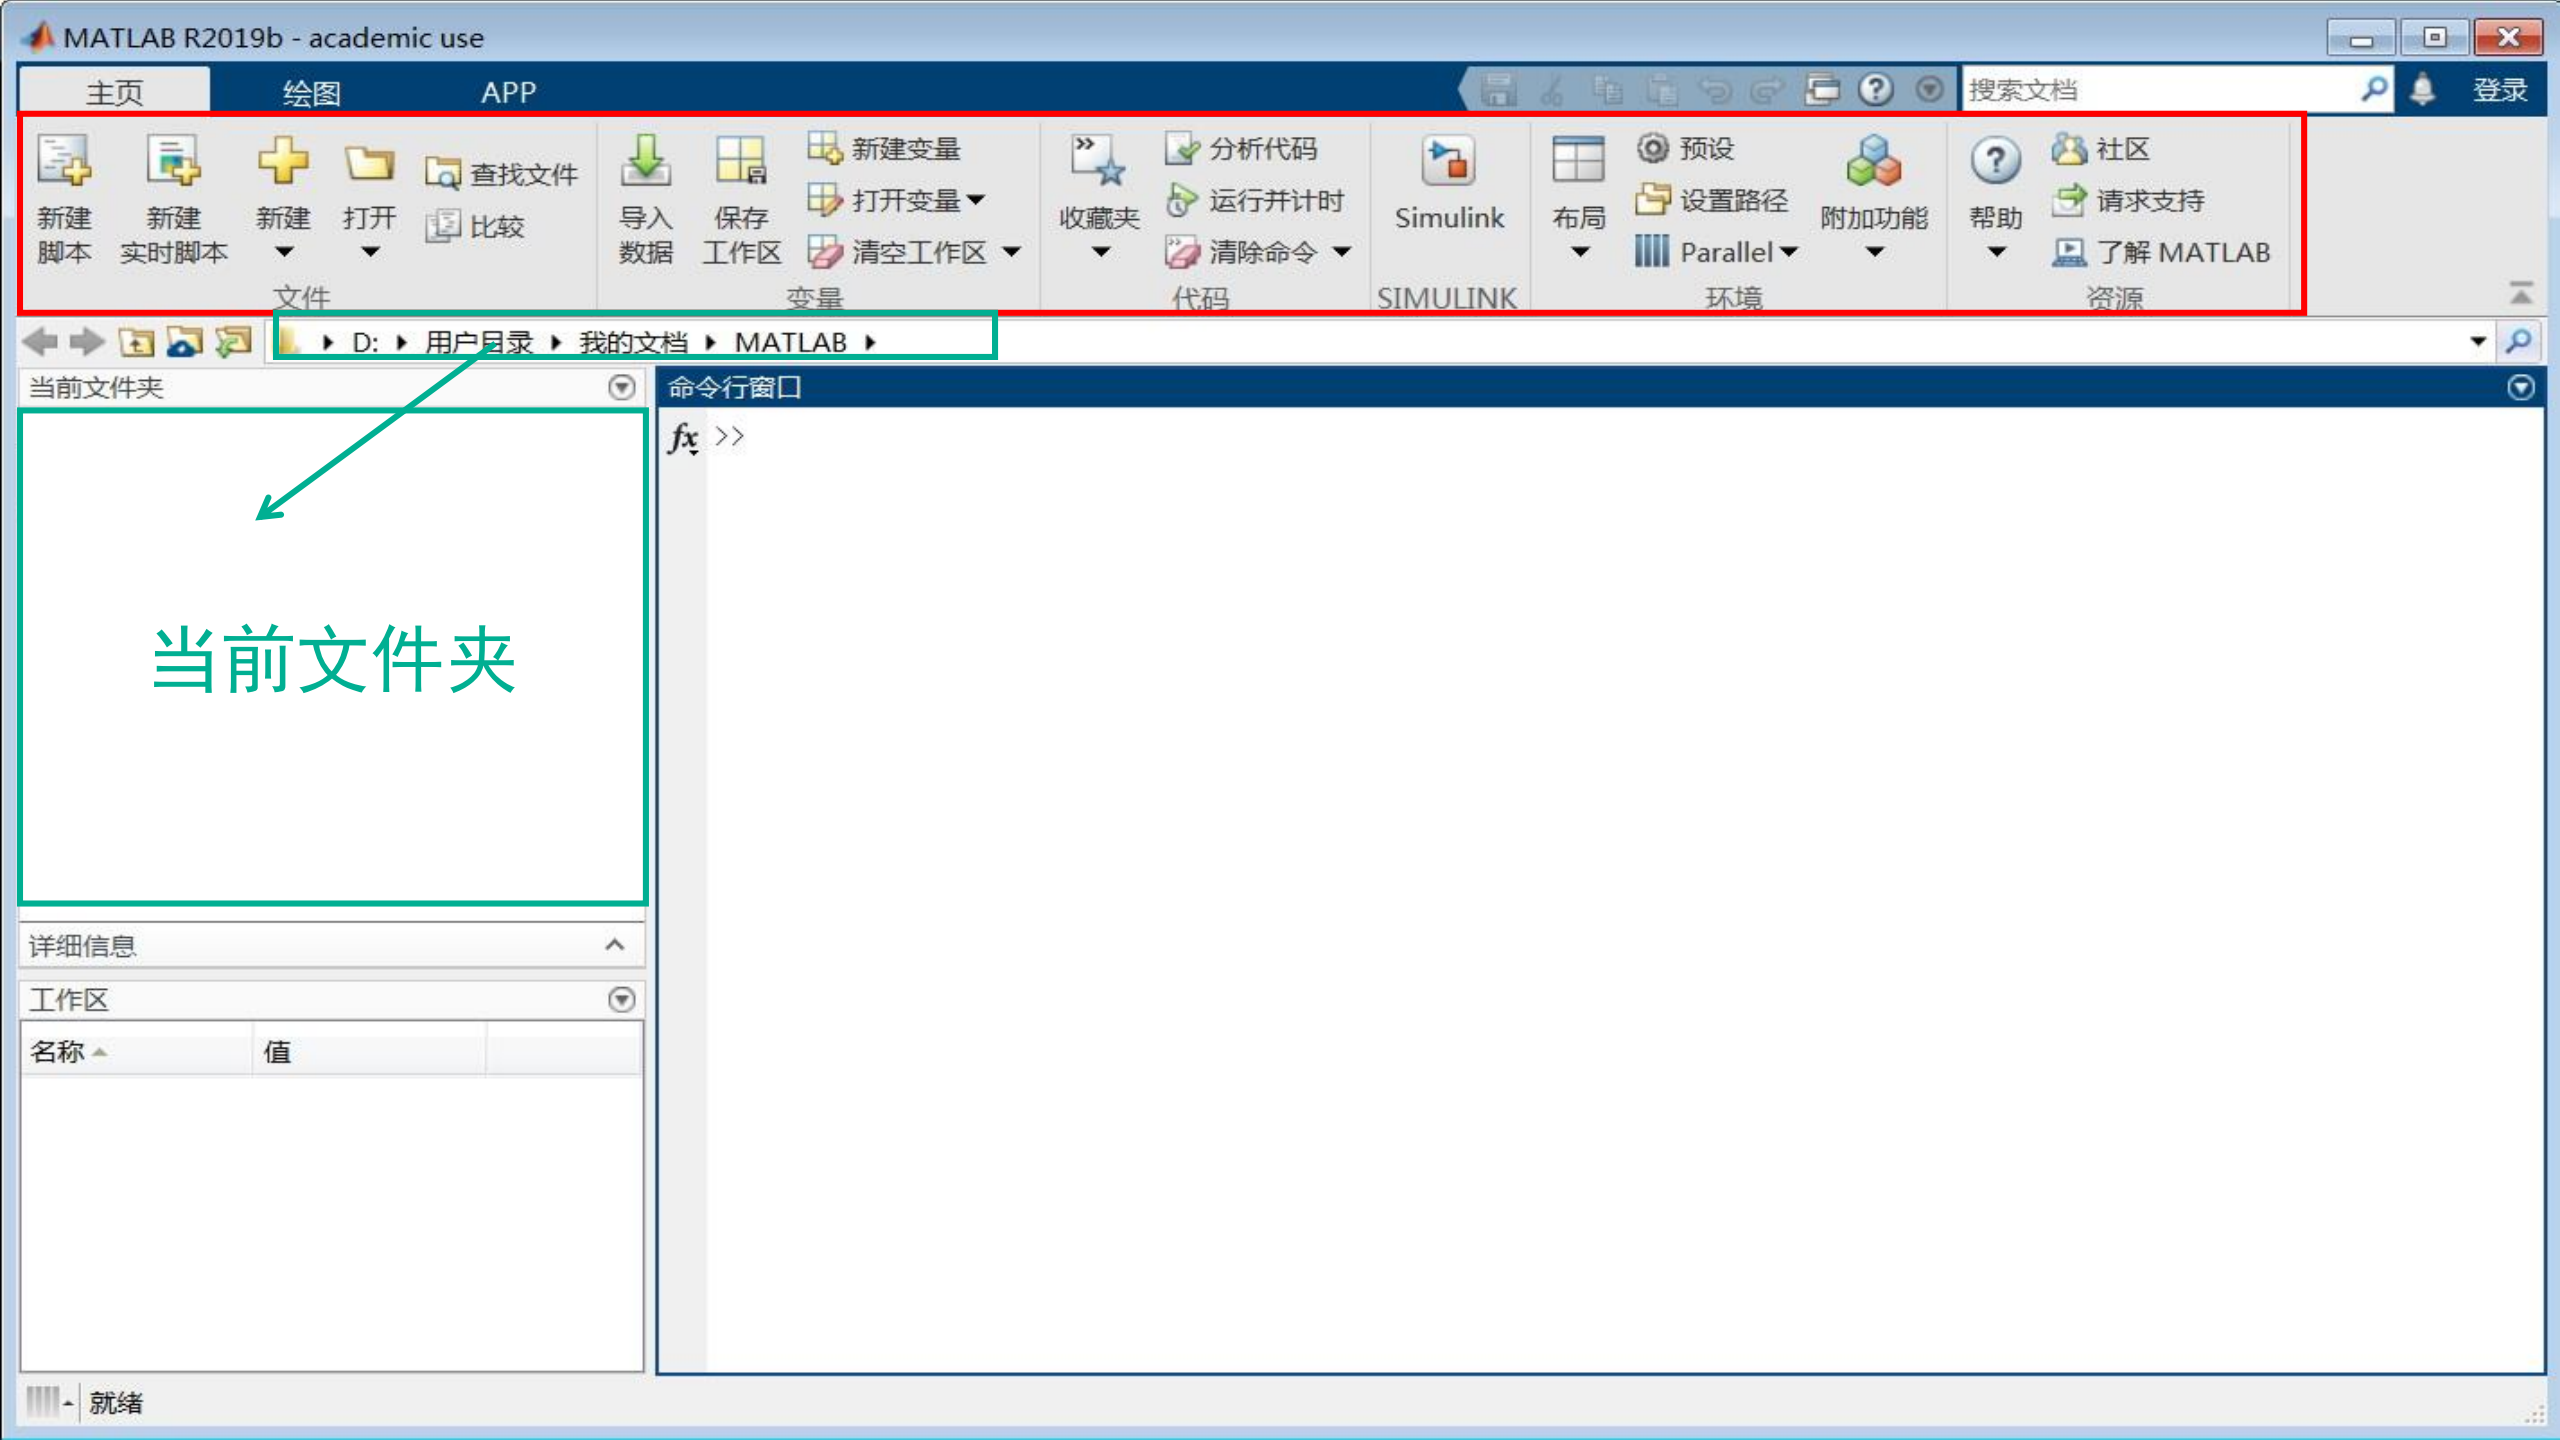 MATLAB R2019b - academic use
主页 绘图 APP 搜索文档 登录
新建脚本 新建实时脚本 新建 打开 查找文件 比较
文件
导入数据 保存工作区 新建变量 打开变量 清空工作区
变量
收藏夹 分析代码 运行并计时 清除命令
代码
Simulink
SIMULINK
布局 预设 设置路径 Parallel 附加功能
环境
帮助 社区 请求支持 了解 MATLAB
资源
D: 用户目录 我的文档 MATLAB
当前文件夹
命令行窗口
fx >>
当前文件夹
详细信息
工作区
名称 值
就绪